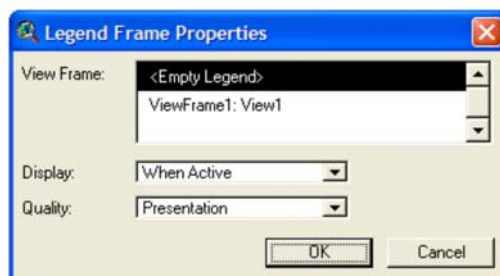 Legend Frame Properties
View Frame:
<Empty Legend>
ViewFrame1: View1
Display:
When Active
Quality:
Presentation
OK
Cancel